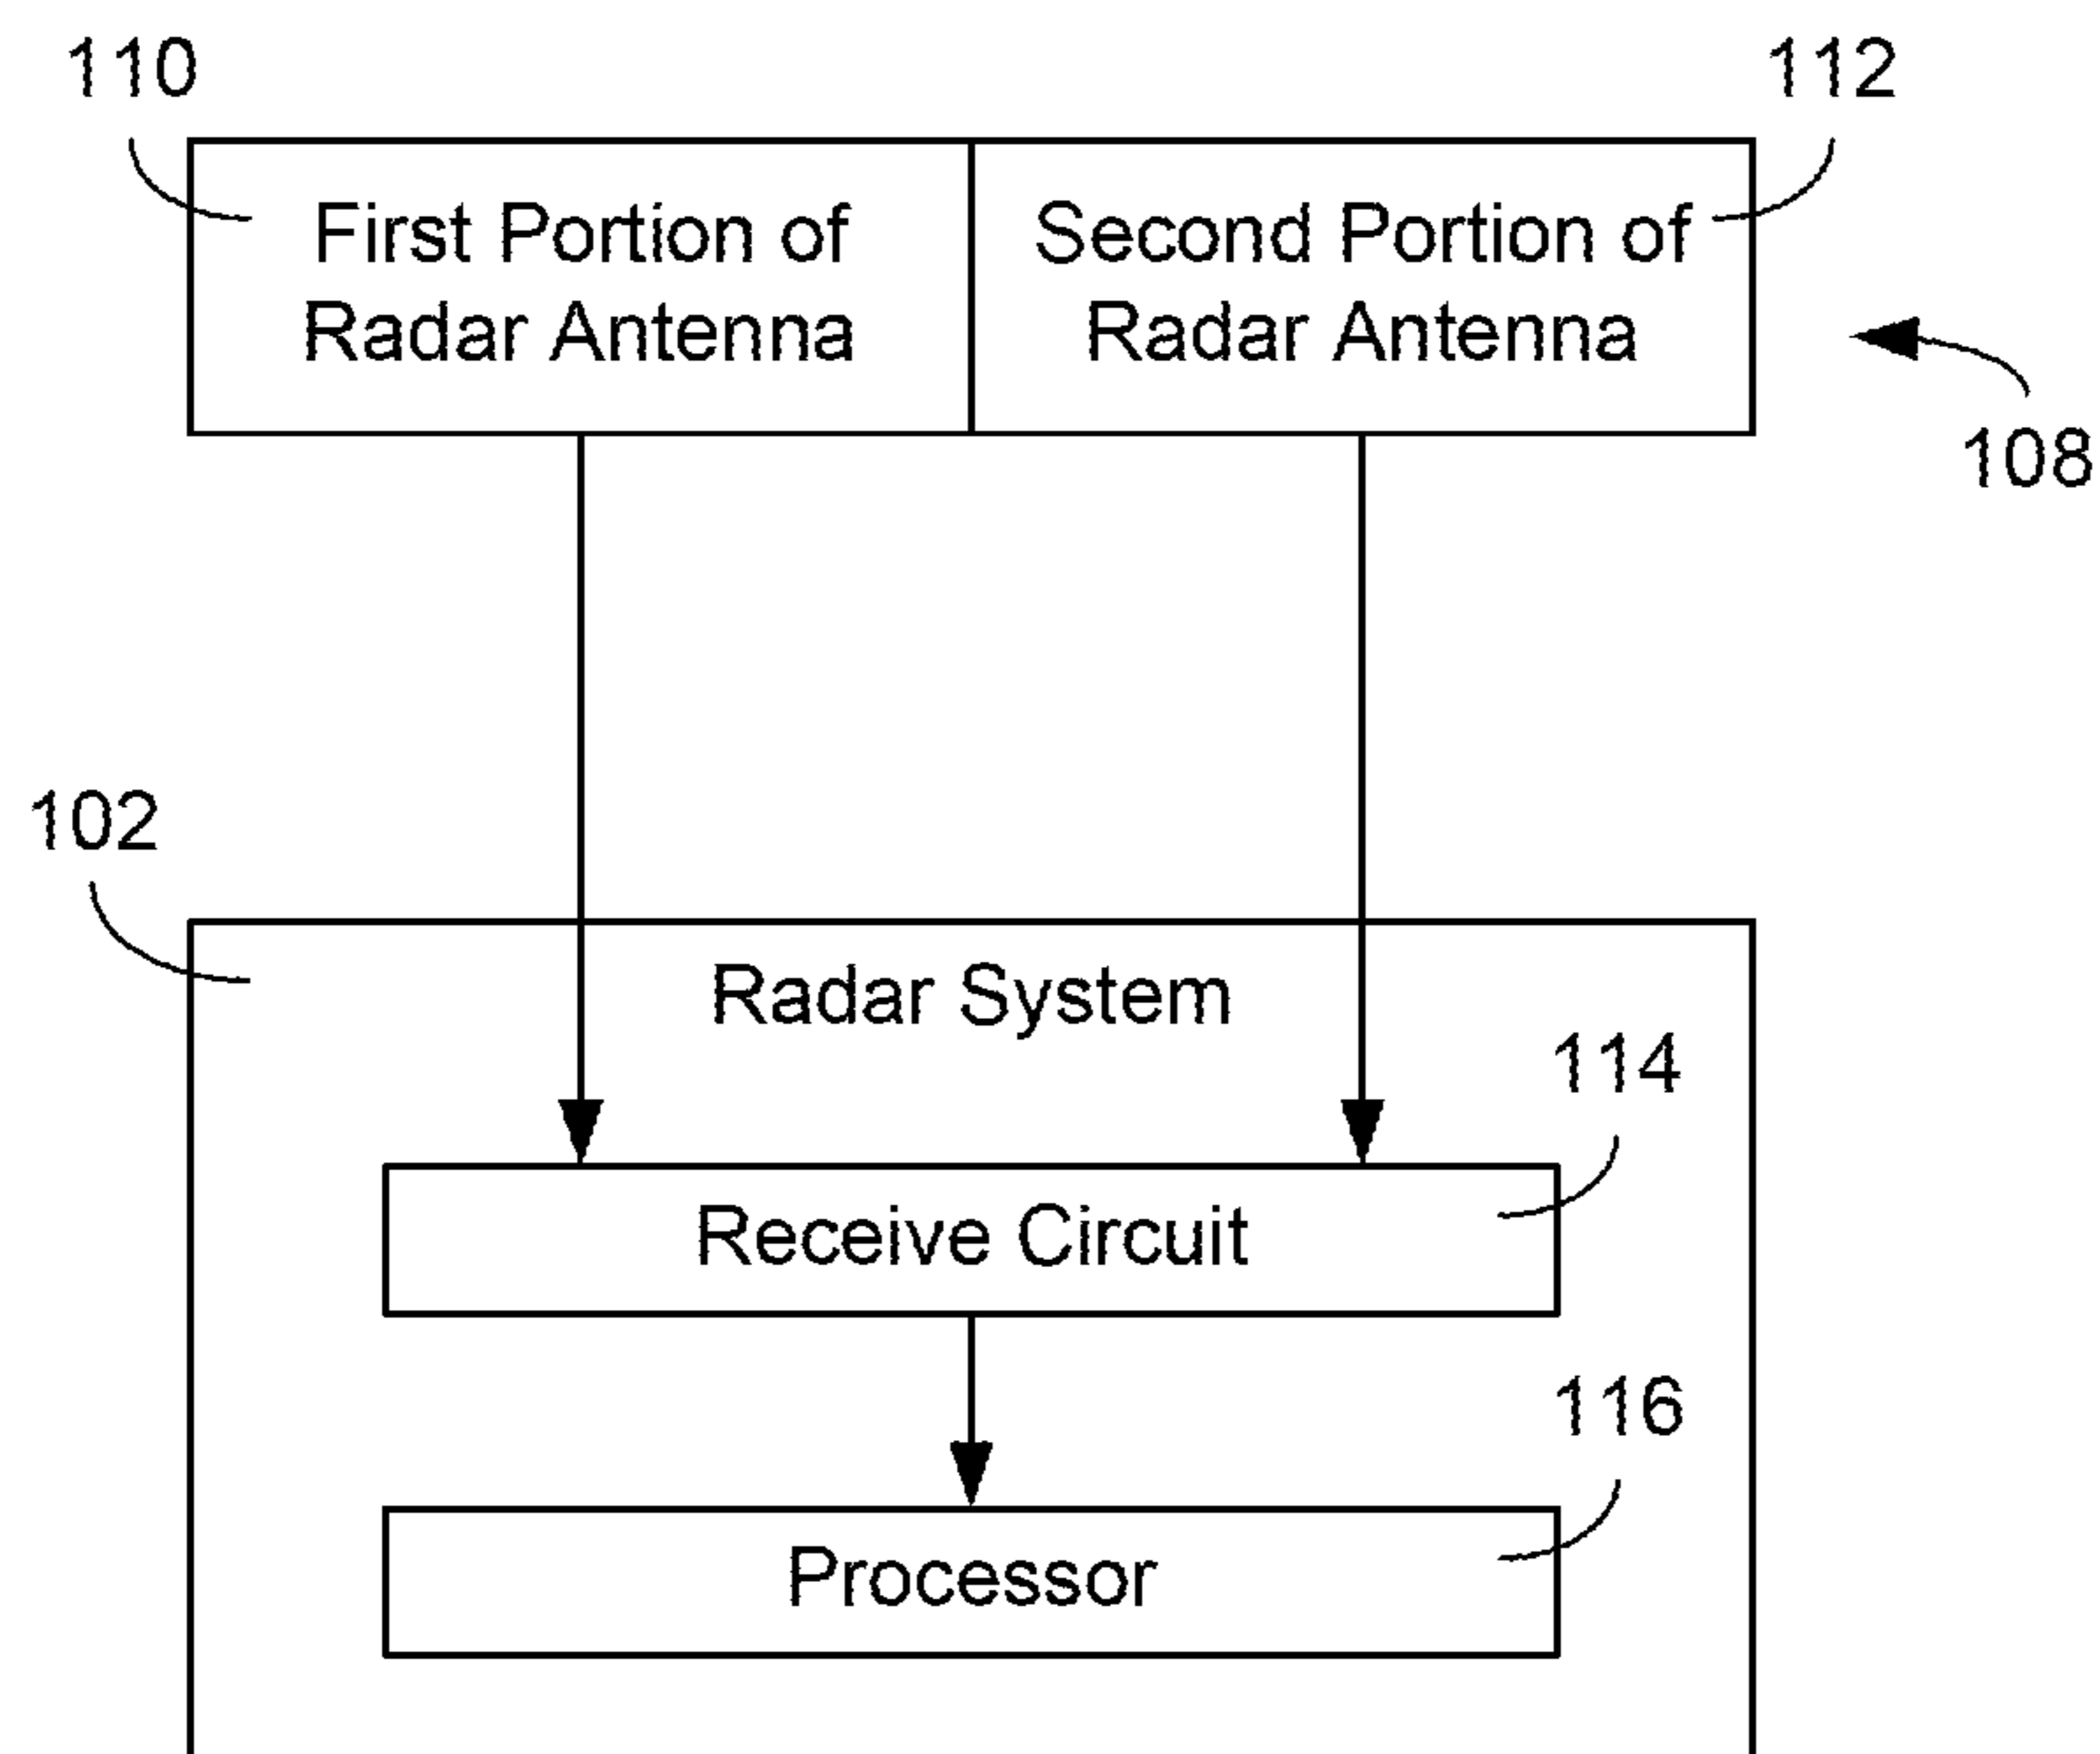 110
112
First Portion of
Radar Antenna
Second Portion of
Radar Antenna
108
102
Radar System
114
Receive Circuit
116
Processor